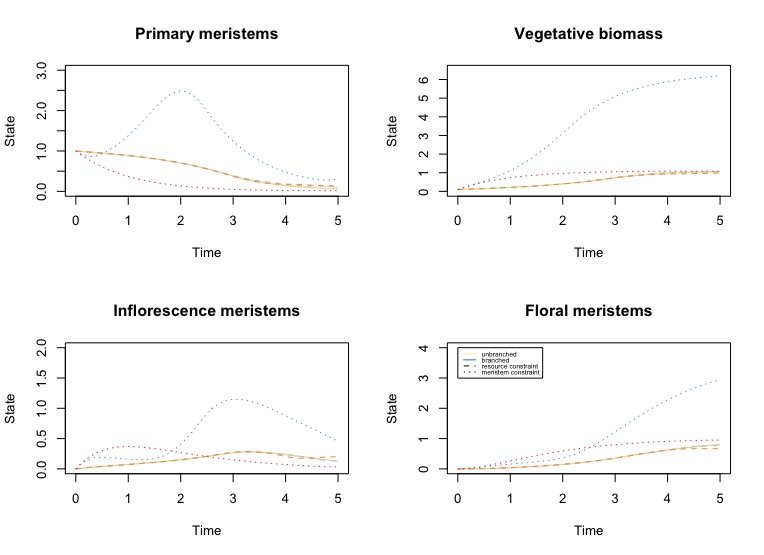 Primary meristems
State
0.0 1.0 2.0 3.0
0 1 2 3 4 5
Time
Vegetative biomass
State
0 1 2 3 4 5 6
0 1 2 3 4 5
Time
Inflorescence meristems
State
0.0 0.5 1.0 1.5 2.0
0 1 2 3 4 5
Time
Floral meristems
State
0 1 2 3 4
unbranched
branched
resource constraint
meristem constraint
0 1 2 3 4 5
Time